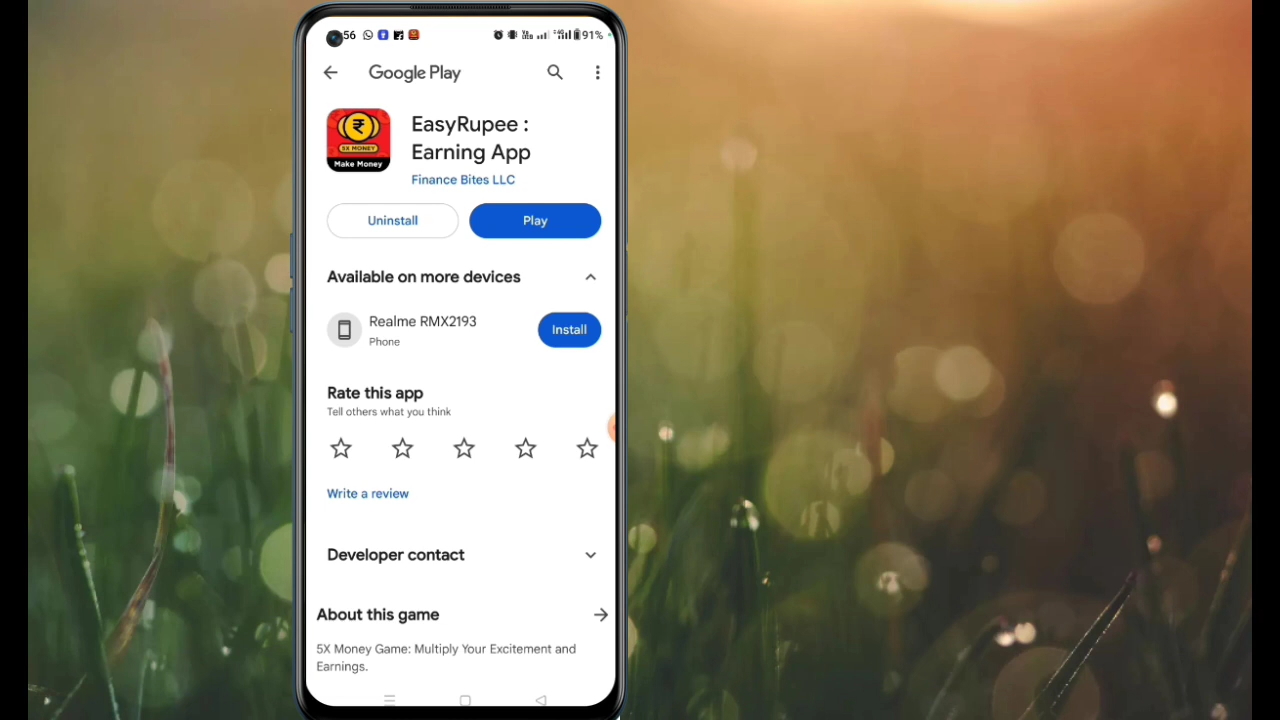 56
91%
Google Play
5X MONEY
Make Money
EasyRupee :
Earning App
Finance Bites LLC
Uninstall
Play
Available on more devices
Realme RMX2193
Phone
Install
Rate this app
Tell others what you think
Write a review
Developer contact
About this game
5X Money Game: Multiply Your Excitement and
Earnings.